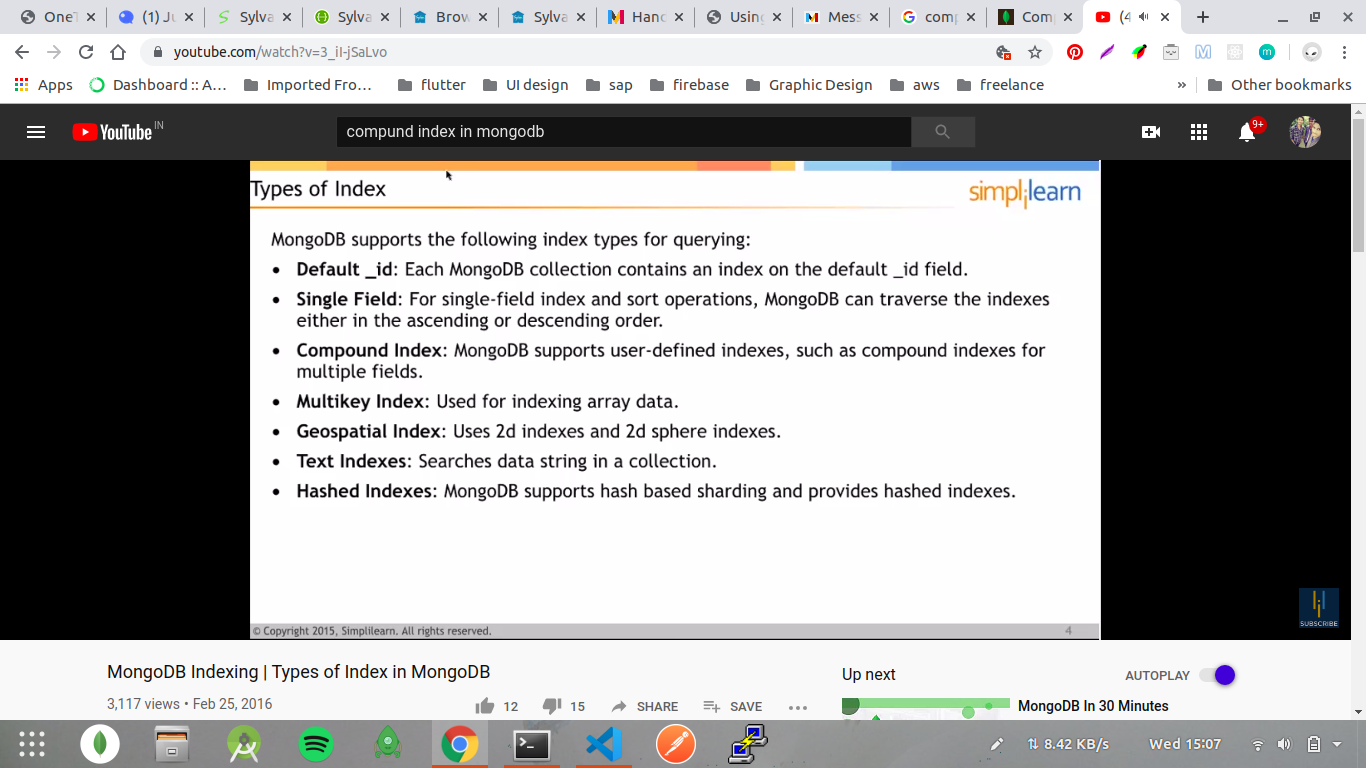 OneT
(1) Ju
Sylva
Sylva
Brow
Sylva
Hanc
Using
Mess
comp
Comp
(4
youtube.com/watch?v=3_iI-jSaLvo
Apps
Dashboard :: A...
Imported Fro...
flutter
UI design
sap
firebase
Graphic Design
aws
freelance
»
Other bookmarks
YouTube IN
compund index in mongodb
9+
Types of Index
simplilearn
MongoDB supports the following index types for querying:
• Default _id: Each MongoDB collection contains an index on the default _id field.
• Single Field: For single-field index and sort operations, MongoDB can traverse the indexes
either in the ascending or descending order.
• Compound Index: MongoDB supports user-defined indexes, such as compound indexes for
multiple fields.
• Multikey Index: Used for indexing array data.
• Geospatial Index: Uses 2d indexes and 2d sphere indexes.
• Text Indexes: Searches data string in a collection.
• Hashed Indexes: MongoDB supports hash based sharding and provides hashed indexes.
SUBSCRIBE
© Copyright 2015, Simplilearn. All rights reserved.
4
MongoDB Indexing | Types of Index in MongoDB
3,117 views • Feb 25, 2016
12
15
SHARE
SAVE
Up next
AUTOPLAY
MongoDB In 30 Minutes
8.42 KB/s
Wed 15:07